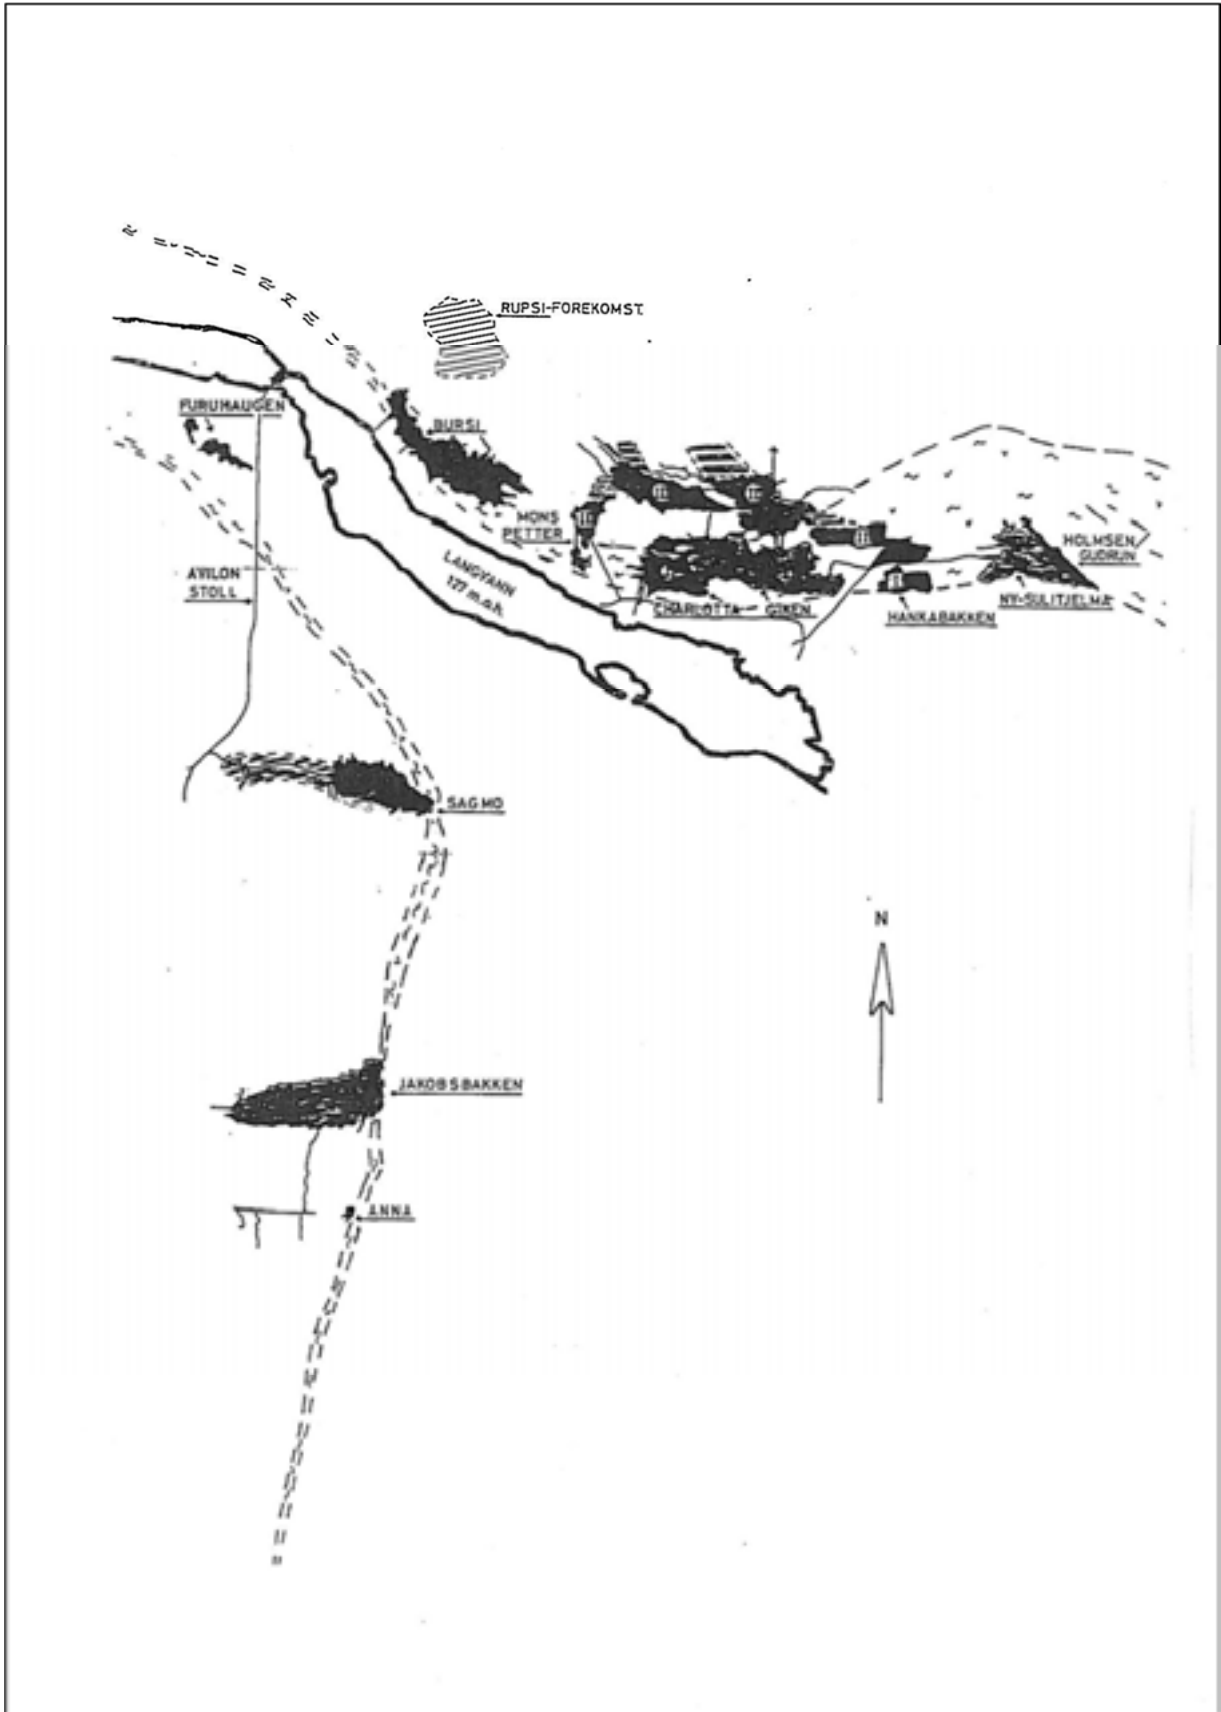 RUPSI-FOREKOMST.
FURUHAUGEN
BURSI
MONS
PETTER
HOLMSEN
GUDRUN
LANGVANN
127 m.o.h.
AVILON
STOLL
CHARLOTTA - GIKEN
NY-SULITJELMA
HANKABAKKEN
SAGMO
N
JAKOBSBAKKEN
ANNA